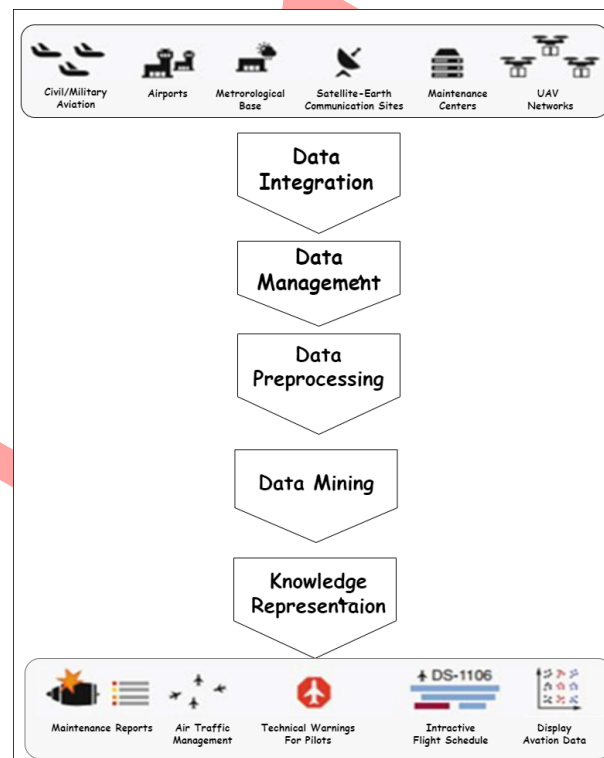 Civil/Military
Aviation
Airports
Metrorological
Base
Satellite-Earth
Communication Sites
Maintenance
Centers
UAV
Networks
Data
Integration
Data
Management
Data
Preprocessing
Data Mining
Knowledge
Representaion
DS-1106
Maintenance Reports
Air Traffic
Management
Technical Warnings
For Pilots
Intractive
Flight Schedule
Display
Avation Data